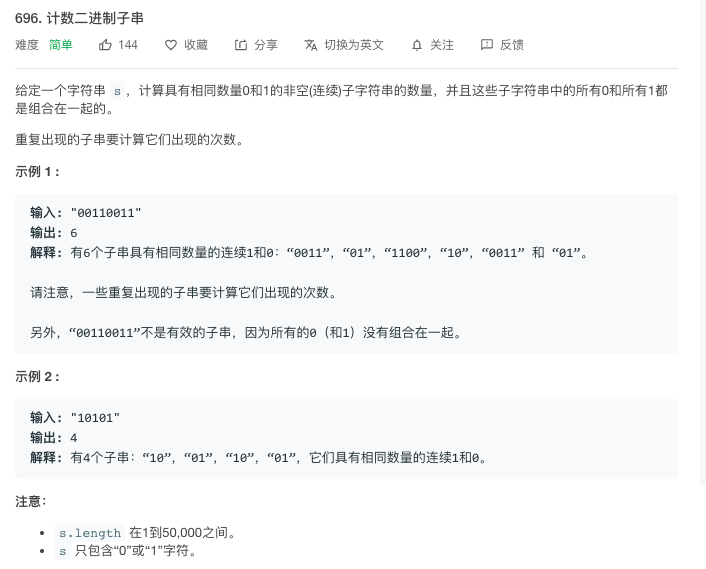 696. 计数二进制子串
难度 简单 144 收藏 分享 切换为英文 关注 反馈
给定一个字符串 s，计算具有相同数量0和1的非空(连续)子字符串的数量，并且这些子字符串中的所有0和所有1都
是组合在一起的。
重复出现的子串要计算它们出现的次数。
示例 1 :
输入: "00110011"
输出: 6
解释: 有6个子串具有相同数量的连续1和0：“0011”，“01”，“1100”，“10”，“0011” 和 “01”。
请注意，一些重复出现的子串要计算它们出现的次数。
另外，“00110011”不是有效的子串，因为所有的0（和1）没有组合在一起。
示例 2 :
输入: "10101"
输出: 4
解释: 有4个子串：“10”，“01”，“10”，“01”，它们具有相同数量的连续1和0。
注意：
• s.length 在1到50,000之间。
• s 只包含“0”或“1”字符。